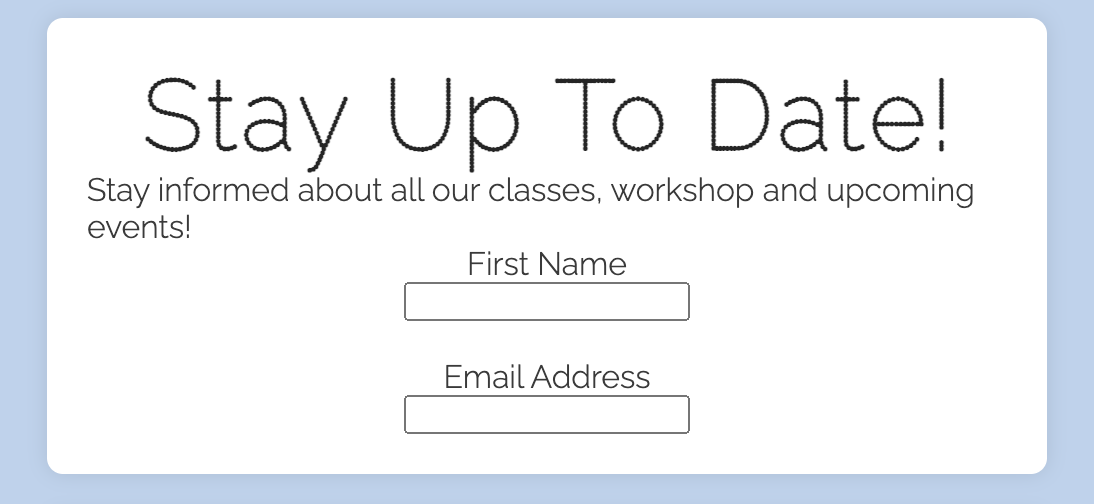 Stay Up To Date!
Stay informed about all our classes, workshop and upcoming
events!
First Name
Email Address